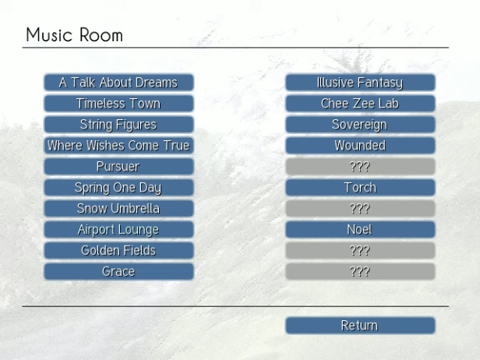 Music Room
A Talk About Dreams
Timeless Town
String Figures
Where Wishes Come True
Pursuer
Spring One Day
Snow Umbrella
Airport Lounge
Golden Fields
Grace
Illusive Fantasy
Chee Zee Lab
Sovereign
Wounded
???
Torch
???
Noel
???
???
Return